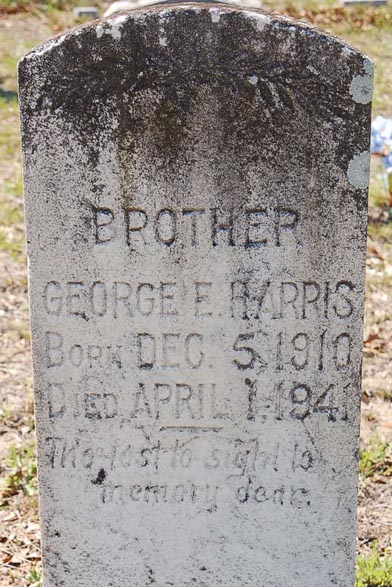 BROTHER
GEORGE E. HARRIS
BORN DEC. 5, 1910
DIED APRIL 1, 1941
Tho lost to sight to
memory dear.